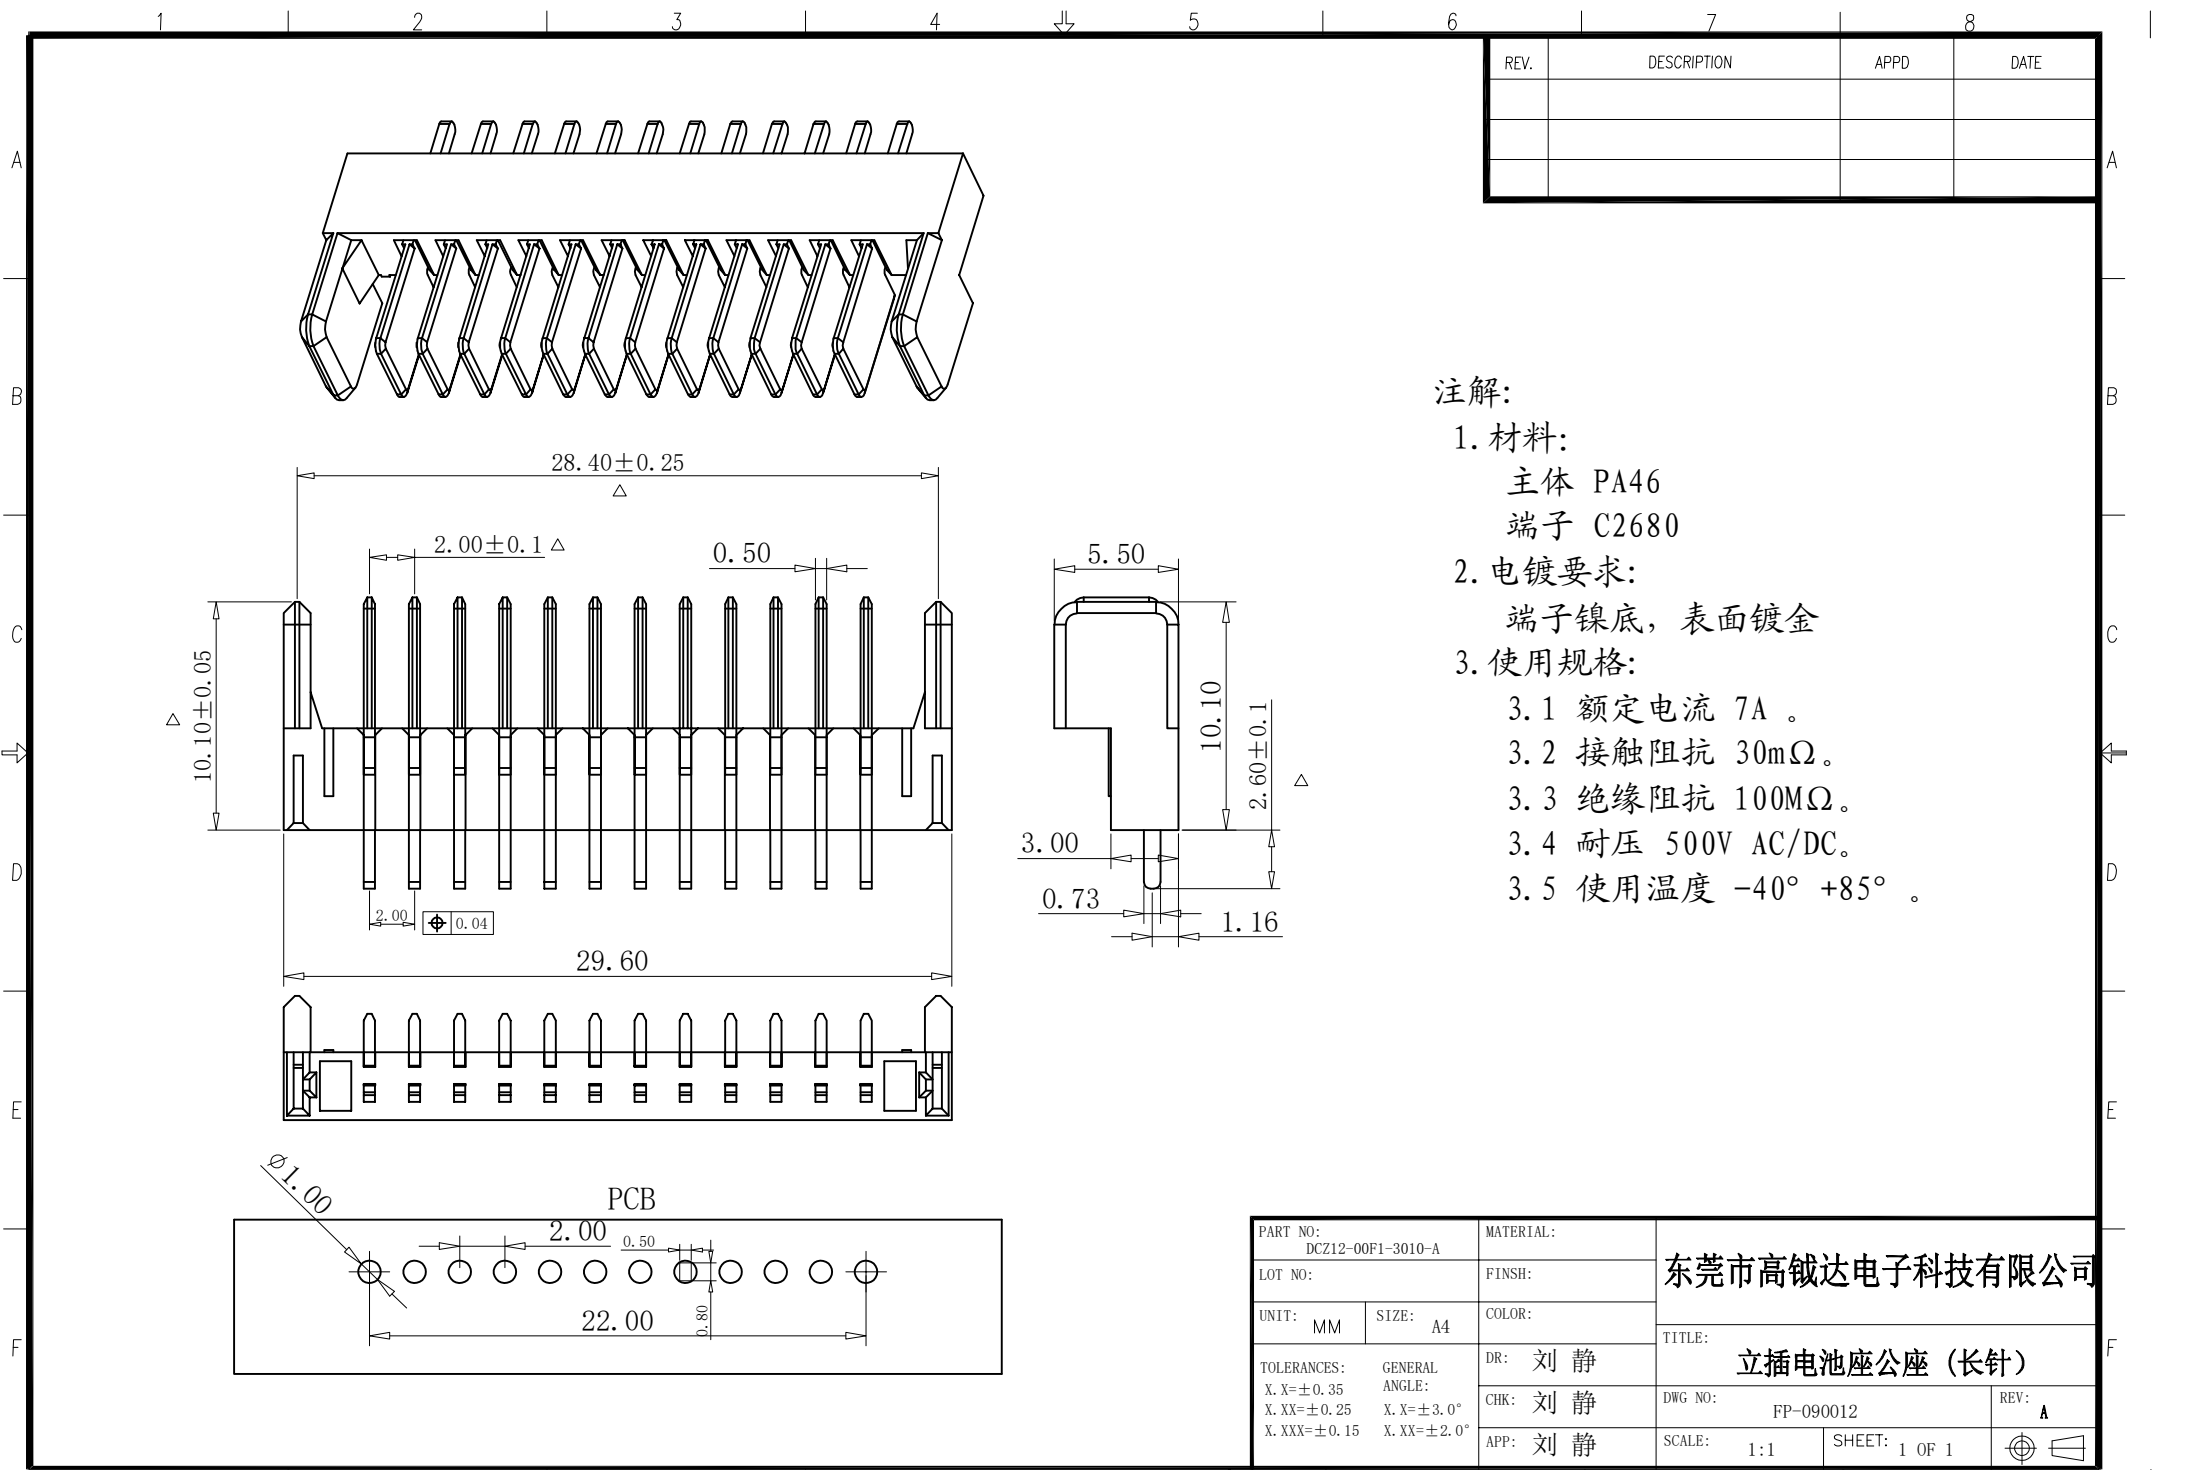 1 2 3 4 5 6 7 8
REV. DESCRIPTION APPD DATE
A A
B B
C C
D D
E E
F F
28.40±0.25
2.00±0.1
0.50
5.50
10.10±0.05
10.10
2.60±0.1
3.00
0.73
1.16
2.00 0.04
29.60
注解:
1.材料:
主体 PA46
端子 C2680
2.电镀要求:
端子镍底, 表面镀金
3.使用规格:
3.1 额定电流 7A 。
3.2 接触阻抗 30mΩ。
3.3 绝缘阻抗 100MΩ。
3.4 耐压 500V AC/DC。
3.5 使用温度 -40° +85° 。
PCB
ø1.00
2.00
0.50
0.80
22.00
PART NO:
DCZ12-00F1-3010-A
LOT NO:
UNIT: MM SIZE: A4
TOLERANCES: GENERAL
ANGLE:
X.X=±0.35
X.XX=±0.25 X.X=±3.0°
X.XXX=±0.15 X.XX=±2.0°
MATERIAL:
FINSH:
COLOR:
DR: 刘 静
CHK: 刘 静
APP: 刘 静
东莞市高钺达电子科技有限公司
TITLE:
立插电池座公座 (长针)
DWG NO: FP-090012
REV: A
SCALE: 1:1
SHEET: 1 OF 1